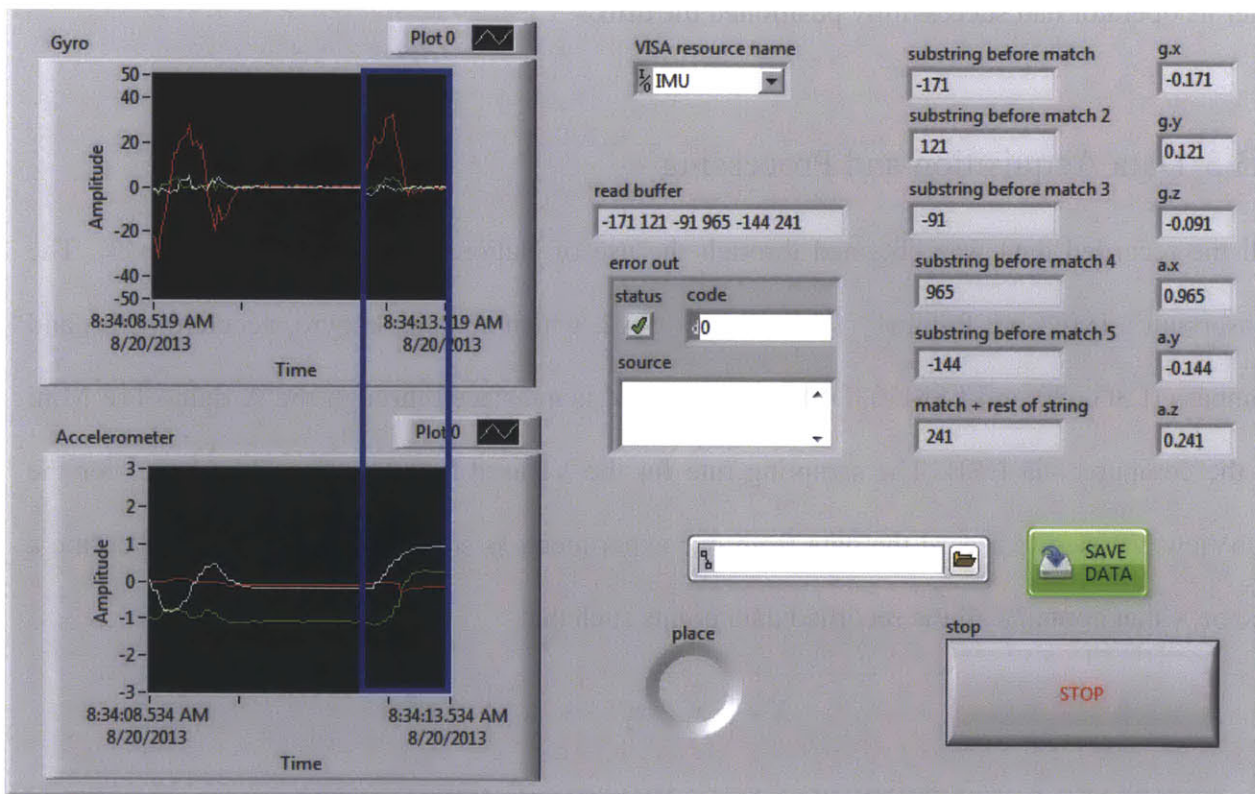 Gyro
Plot 0
50
40
20
0
-20
-40
-50
Amplitude
8:34:08.519 AM
8/20/2013
8:34:13.519 AM
8/20/2013
Time
Accelerometer
Plot 0
3
2
1
0
-1
-2
-3
Amplitude
8:34:08.534 AM
8/20/2013
8:34:13.534 AM
8/20/2013
Time
VISA resource name
IMU
read buffer
-171 121 -91 965 -144 241
error out
status
code
d0
source
substring before match
-171
substring before match 2
121
substring before match 3
-91
substring before match 4
965
substring before match 5
-144
match + rest of string
241
g.x
-0.171
g.y
0.121
g.z
-0.091
a.x
0.965
a.y
-0.144
a.z
0.241
SAVE
DATA
place
stop
STOP